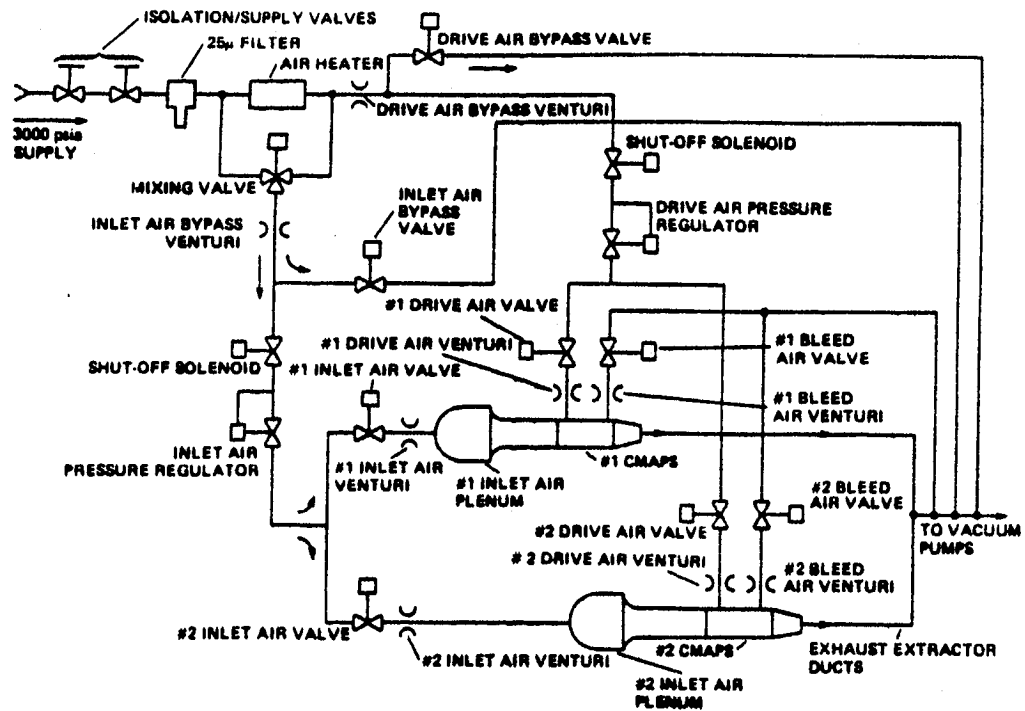 ISOLATION/SUPPLY VALVES
25μ FILTER
AIR HEATER
DRIVE AIR BYPASS VALVE
DRIVE AIR BYPASS VENTURI
3000 psia
SUPPLY
MIXING VALVE
INLET AIR
BYPASS
VALVE
SHUT-OFF SOLENOID
INLET AIR BYPASS
VENTURI
DRIVE AIR PRESSURE
REGULATOR
#1 DRIVE AIR VALVE
#1 DRIVE AIR VENTURI
#1 BLEED
AIR VALVE
SHUT-OFF SOLENOID
#1 INLET AIR VALVE
#1 BLEED
AIR VENTURI
INLET AIR
PRESSURE REGULATOR
#1 INLET AIR
VENTURI
#1 INLET AIR
PLENUM
#1 CMAPS
#2 BLEED
AIR VALVE
#2 DRIVE AIR VALVE
TO VACUUM
PUMPS
#2 DRIVE AIR VENTURI
#2 BLEED
AIR VENTURI
#2 INLET AIR VALVE
#2 INLET AIR VENTURI
#2 CMAPS
EXHAUST EXTRACTOR
DUCTS
#2 INLET AIR
PLENUM